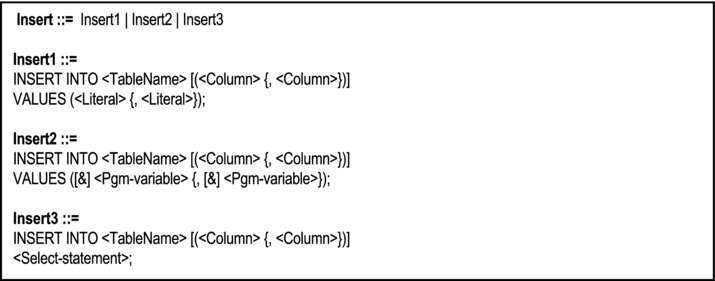 Insert ::= Insert1 | Insert2 | Insert3
Insert1 ::=
INSERT INTO <TableName> [(<Column> {, <Column>})]
VALUES (<Literal> {, <Literal>});
Insert2 ::=
INSERT INTO <TableName> [(<Column> {, <Column>})]
VALUES ([&] <Pgm-variable> {, [&] <Pgm-variable>});
Insert3 ::=
INSERT INTO <TableName> [(<Column> {, <Column>})]
<Select-statement>;